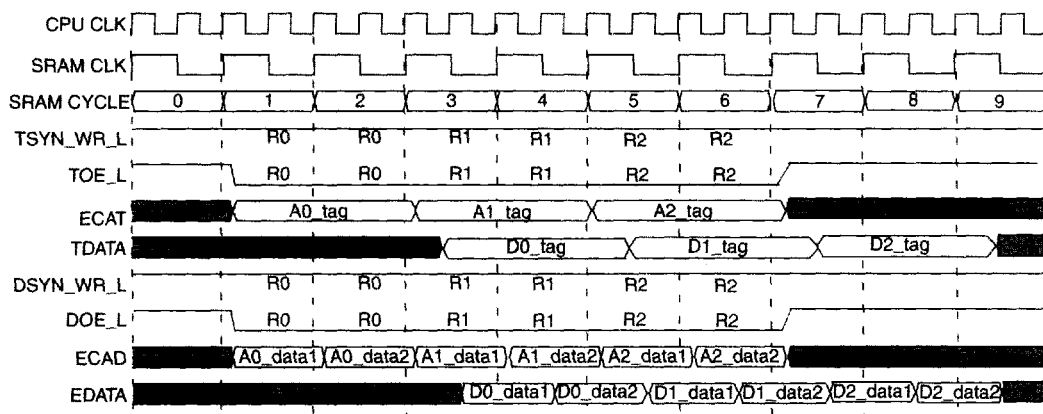 CPU CLK
SRAM CLK
SRAM CYCLE 0 1 2 3 4 5 6 7 8 9
TSYN_WR_L R0 R0 R1 R1 R2 R2
TOE_L R0 R0 R1 R1 R2 R2
ECAT A0_tag A1_tag A2_tag
TDATA D0_tag D1_tag D2_tag
DSYN_WR_L R0 R0 R1 R1 R2 R2
DOE_L R0 R0 R1 R1 R2 R2
ECAD A0_data1 A0_data2 A1_data1 A1_data2 A2_data1 A2_data2
EDATA D0_data1 D0_data2 D1_data1 D1_data2 D2_data1 D2_data2